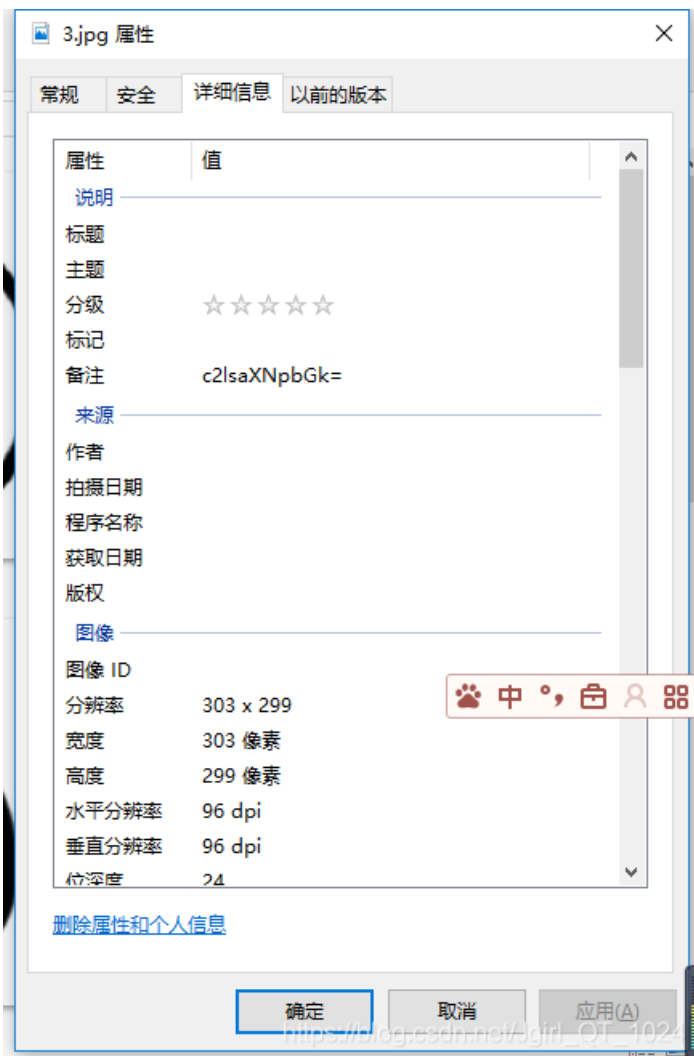 3.jpg 属性
常规 安全 详细信息 以前的版本
属性 值
说明
标题
主题
分级
标记
备注 c2lsaXNpbGk=
来源
作者
拍摄日期
程序名称
获取日期
版权
图像
图像 ID
分辨率 303 x 299
宽度 303 像素
高度 299 像素
水平分辨率 96 dpi
垂直分辨率 96 dpi
位深度 24
中
删除属性和个人信息
确定 取消 应用(A)
https://blog.csdn.net/Jgirl_QT_1024